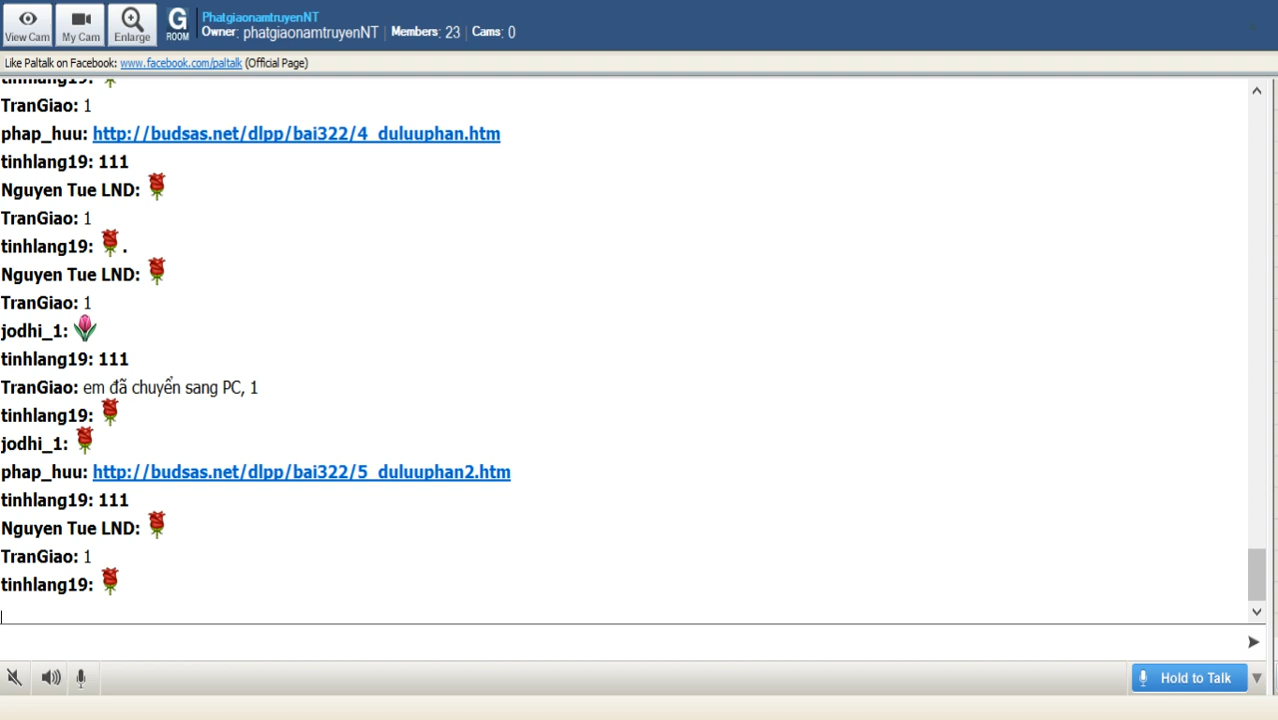 View Cam
My Cam
Enlarge
G
ROOM
PhatgiaonamtruyenNT
Owner: phatgiaonamtruyenNT | Members: 23 | Cams: 0
Like Paltalk on Facebook: www.facebook.com/paltalk (Official Page)
tinhlang19:
TranGiao: 1
phap_huu: http://budsas.net/dlpp/bai322/4_duluuphan.htm
tinhlang19: 111
Nguyen Tue LND:
TranGiao: 1
tinhlang19: .
Nguyen Tue LND:
TranGiao: 1
jodhi_1:
tinhlang19: 111
TranGiao: em đã chuyển sang PC, 1
tinhlang19:
jodhi_1:
phap_huu: http://budsas.net/dlpp/bai322/5_duluuphan2.htm
tinhlang19: 111
Nguyen Tue LND:
TranGiao: 1
tinhlang19:
Hold to Talk